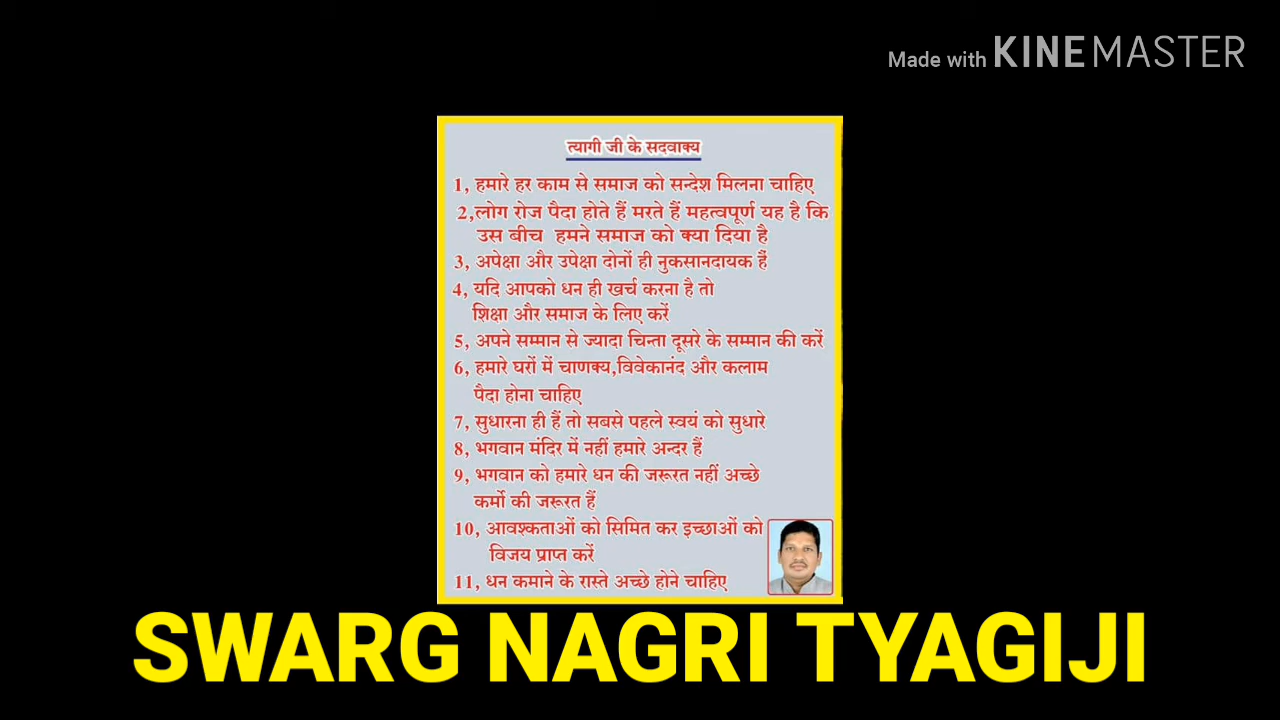 Made with KINEMASTER
त्यागी जी के सदवाक्य
1, हमारे हर काम से समाज को सन्देश मिलना चाहिए
2,लोग रोज पैदा होते हैं मरते हैं महत्वपूर्ण यह है कि
उस बीच हमने समाज को क्या दिया है
3, अपेक्षा और उपेक्षा दोनों ही नुकसानदायक हैं
4, यदि आपको धन ही खर्च करना है तो
शिक्षा और समाज के लिए करें
5, अपने सम्मान से ज्यादा चिन्ता दूसरे के सम्मान की करें
6, हमारे घरों में चाणक्य,विवेकानंद और कलाम
पैदा होना चाहिए
7, सुधारना ही हैं तो सबसे पहले स्वयं को सुधारे
8, भगवान मंदिर में नहीं हमारे अन्दर हैं
9, भगवान को हमारे धन की जरूरत नहीं अच्छे
कर्मो की जरूरत हैं
10, आवश्कताओं को सिमित कर इच्छाओं को
विजय प्राप्त करें
11, धन कमाने के रास्ते अच्छे होने चाहिए
SWARG NAGRI TYAGIJI